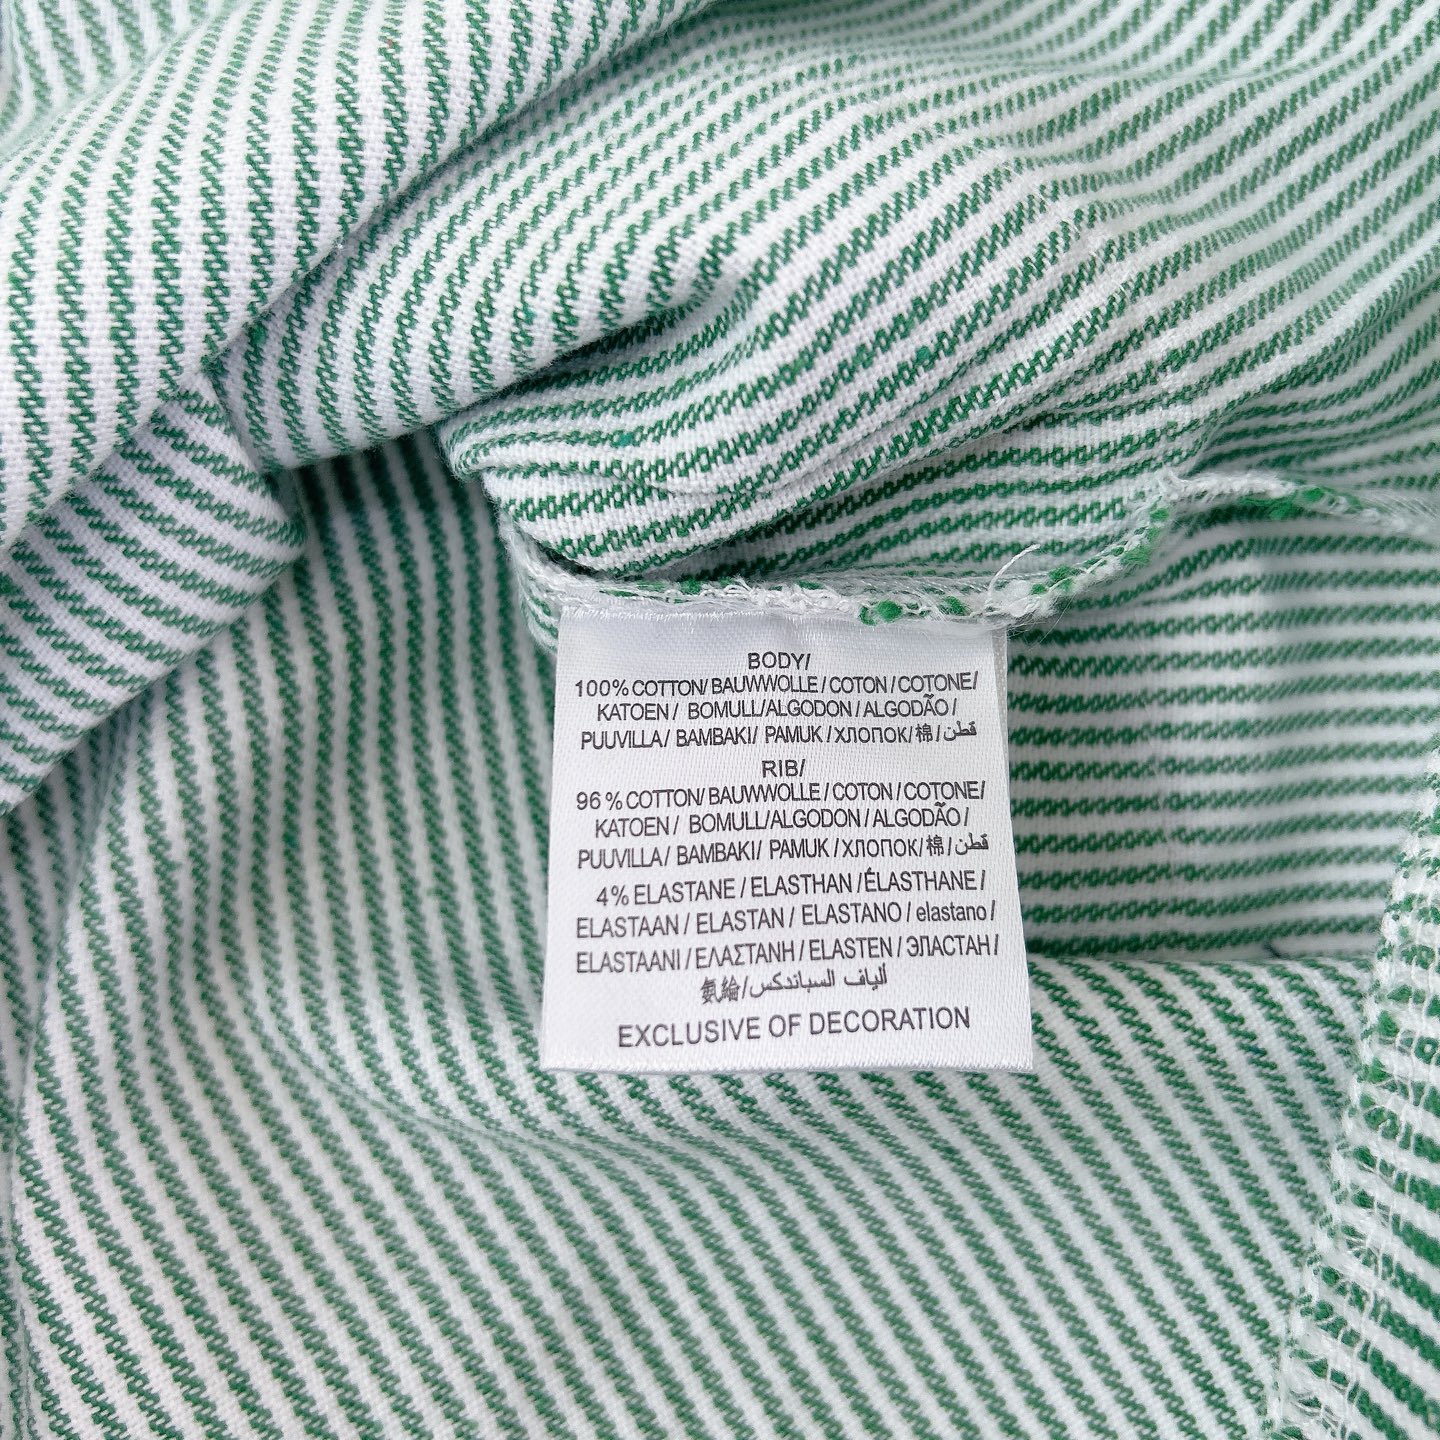 BODY/
100% COTTON/ BAUWWOLLE / COTON / COTONE/
KATOEN / BOMULL/ALGODON / ALGODÃO /
PUUVILLA / BAMBAKI/ PAMUK / ХЛОПОК/棉/قطن
RIB/
96 % COTTON/ BAUWWOLLE / COTON / COTONE/
KATOEN / BOMULL/ALGODON / ALGODÃO /
PUUVILLA / BAMBAKI/ PAMUK / ХЛОПОК/棉/قطن
4% ELASTANE / ELASTHAN / ÉLASTHANE /
ELASTAAN / ELASTAN / ELASTANO / elastano /
ELASTAANI / ΕΛΑΣΤΑΝΗ / ELASTEN / ЭЛАСТАН /
氨綸/ألياف السباندكس
EXCLUSIVE OF DECORATION